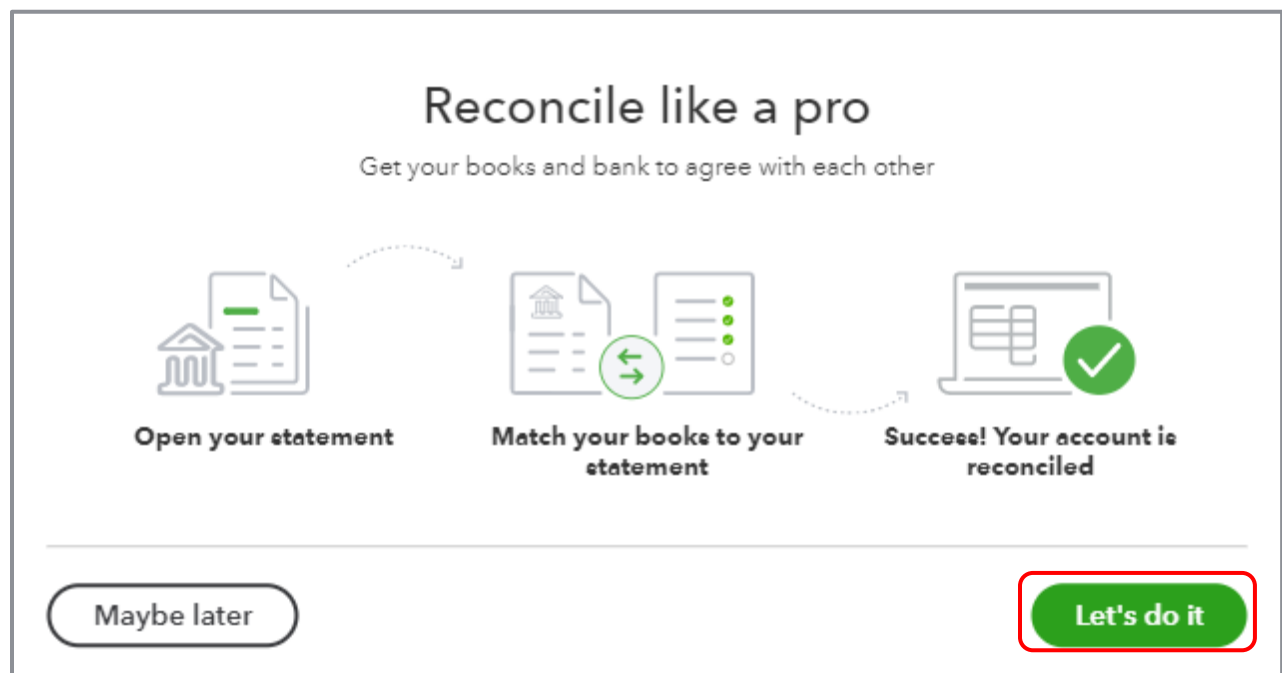 Reconcile like a pro
Get your books and bank to agree with each other
Open your statement
Match your books to your
statement
Success! Your account is
reconciled
Maybe later
Let's do it